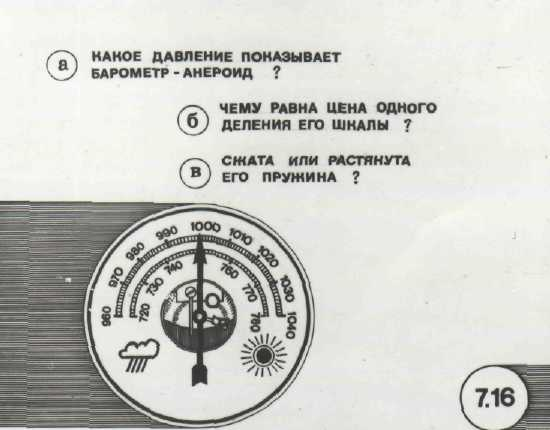 а КАКОЕ ДАВЛЕНИЕ ПОКАЗЫВАЕТ
БАРОМЕТР - АНЕРОИД ?
б ЧЕМУ РАВНА ЦЕНА ОДНОГО
ДЕЛЕНИЯ ЕГО ШКАЛЫ ?
в СЖАТА ИЛИ РАСТЯНУТА
ЕГО ПРУЖИНА ?
960 970 980 990 1000 1010 1020 1030 1040
720 730 740 760 770 780
7.16